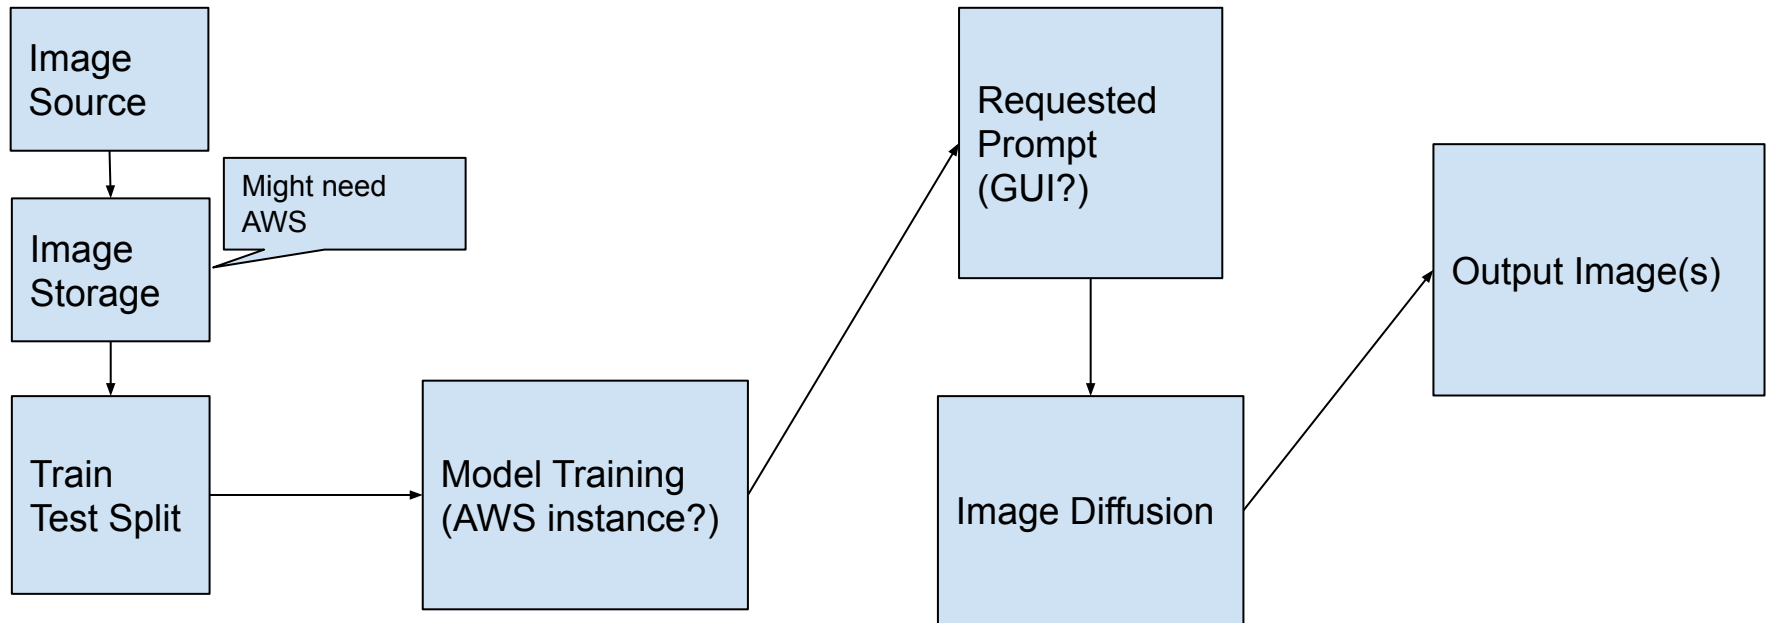 Image
Source
Might need
AWS
Image
Storage
Train
Test Split
Model Training
(AWS instance?)
Requested
Prompt
(GUI?)
Image Diffusion
Output Image(s)